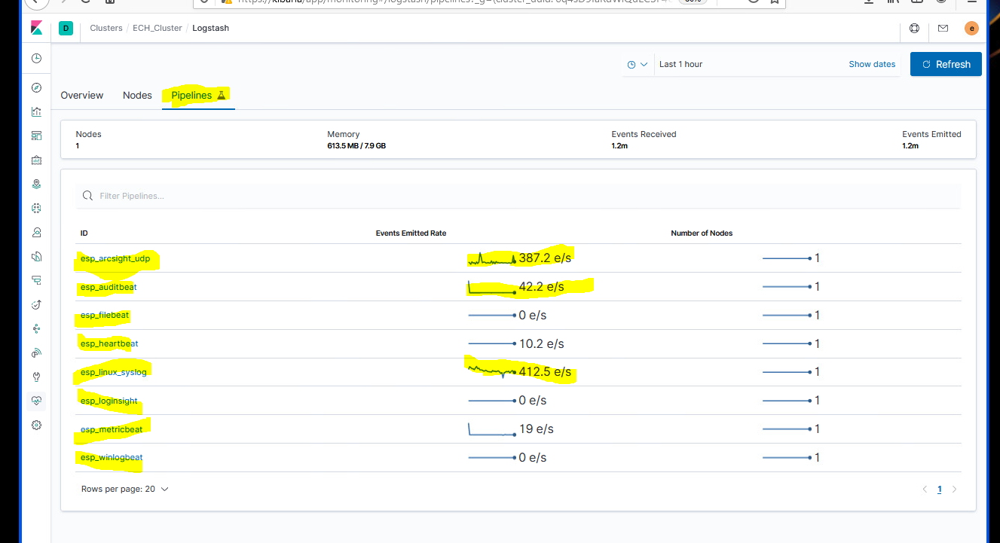 D Clusters / ECH_Cluster / Logstash e
Last 1 hour Show dates Refresh
Overview Nodes Pipelines
Nodes Memory Events Received Events Emitted
1 613.5 MB / 7.9 GB 1.2m 1.2m
Filter Pipelines...
ID Events Emitted Rate Number of Nodes
esp_arcsight_udp 387.2 e/s 1
esp_auditbeat 42.2 e/s 1
esp_filebeat 0 e/s 1
esp_heartbeat 10.2 e/s 1
esp_linux_syslog 412.5 e/s 1
esp_loginsight 0 e/s 1
esp_metricbeat 19 e/s 1
esp_winlogbeat 0 e/s 1
Rows per page: 20 1